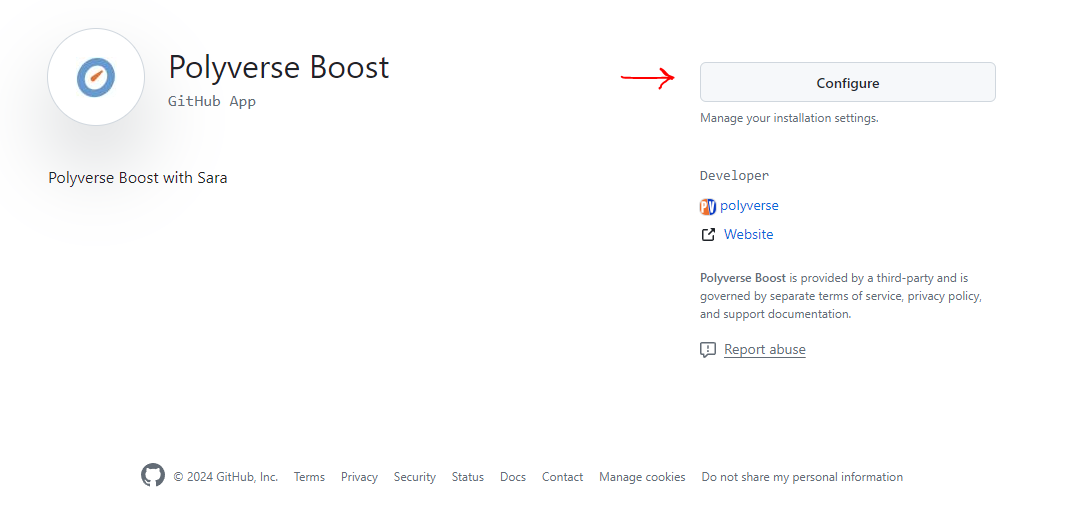 Polyverse Boost
GitHub App
Polyverse Boost with Sara
Configure
Manage your installation settings.
Developer
PV polyverse
Website
Polyverse Boost is provided by a third-party and is
governed by separate terms of service, privacy policy,
and support documentation.
Report abuse
© 2024 GitHub, Inc. Terms Privacy Security Status Docs Contact Manage cookies Do not share my personal information